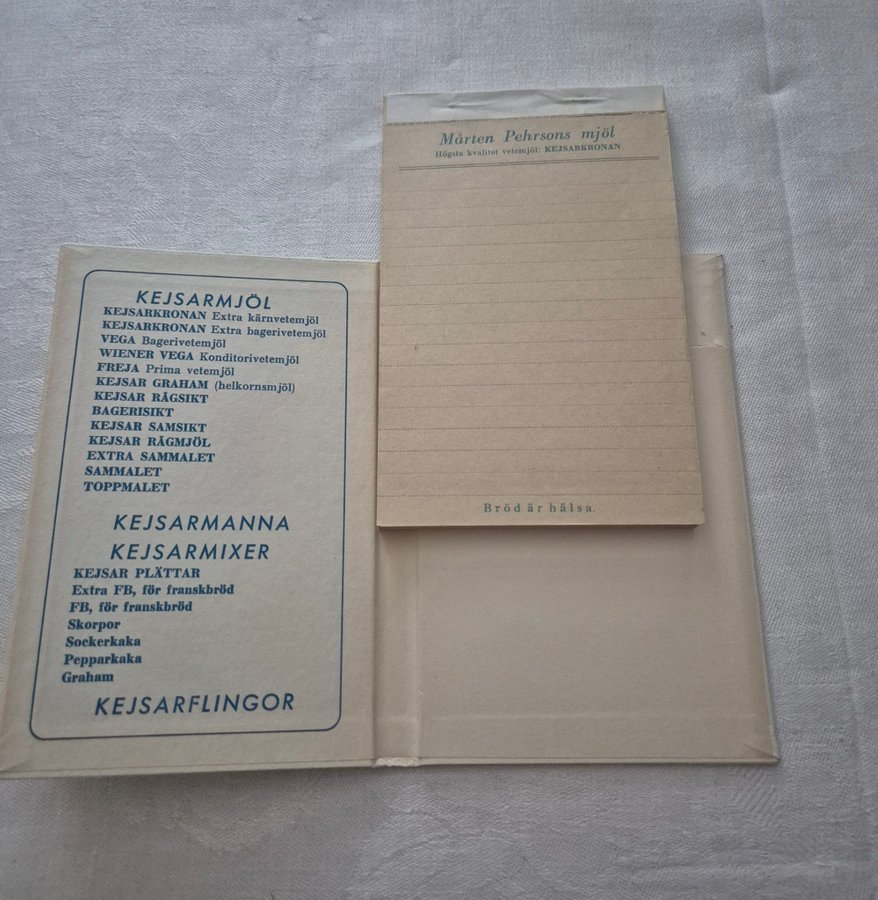 KEJSARMJÖL
KEJSARKRONAN Extra kärnvetemjöl
KEJSARKRONAN Extra bagerivetemjöl
VEGA Bagerivetemjöl
WIENER VEGA Konditorivetemjöl
FREJA Prima vetemjöl
KEJSAR GRAHAM (helkornsmjöl)
KEJSAR RÅGSIKT
BAGERISIKT
KEJSAR SAMSIKT
KEJSAR RÅGMJÖL
EXTRA SAMMALET
SAMMALET
TOPPMALET
KEJSARMANNA
KEJSARMIXER
KEJSAR PLÄTTAR
Extra FB, för franskbröd
FB, för franskbröd
Skorpor
Sockerkaka
Pepparkaka
Graham
KEJSARFLINGOR
Mårten Pehrsons mjöl
Högsta kvalitet vetemjöl: KEJSARKRONAN
Bröd är hälsa.